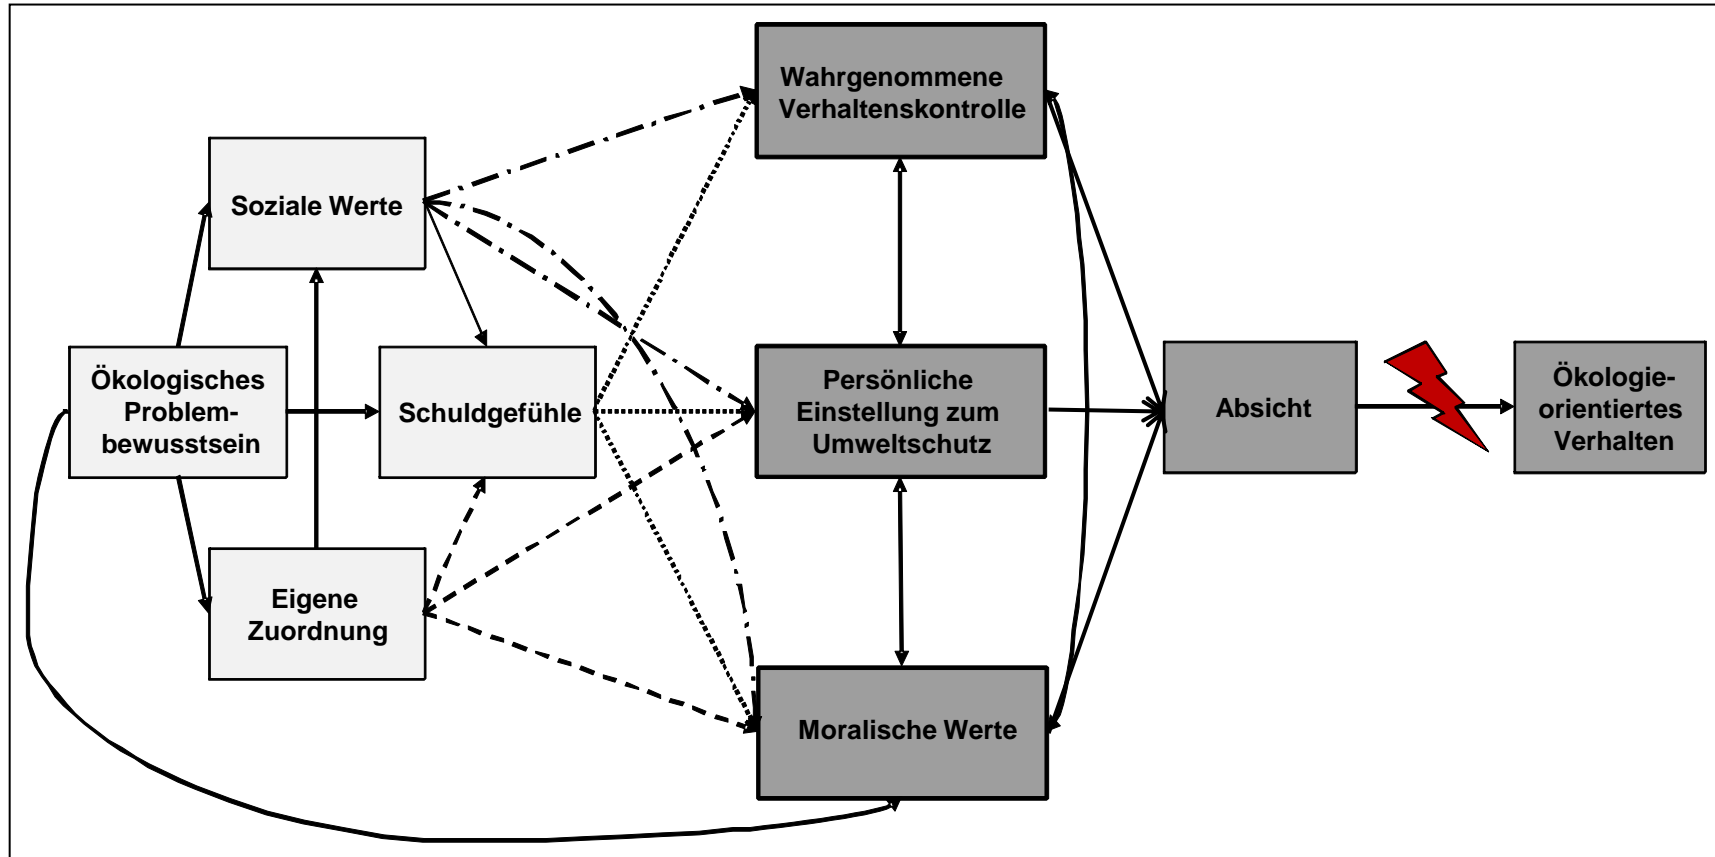 Wahrgenommene
Verhaltenskontrolle
Soziale Werte
Ökologisches
Problem-
bewusstsein
Schuldgefühle
Persönliche
Einstellung zum
Umweltschutz
Absicht
Ökologie-
orientiertes
Verhalten
Eigene
Zuordnung
Moralische Werte